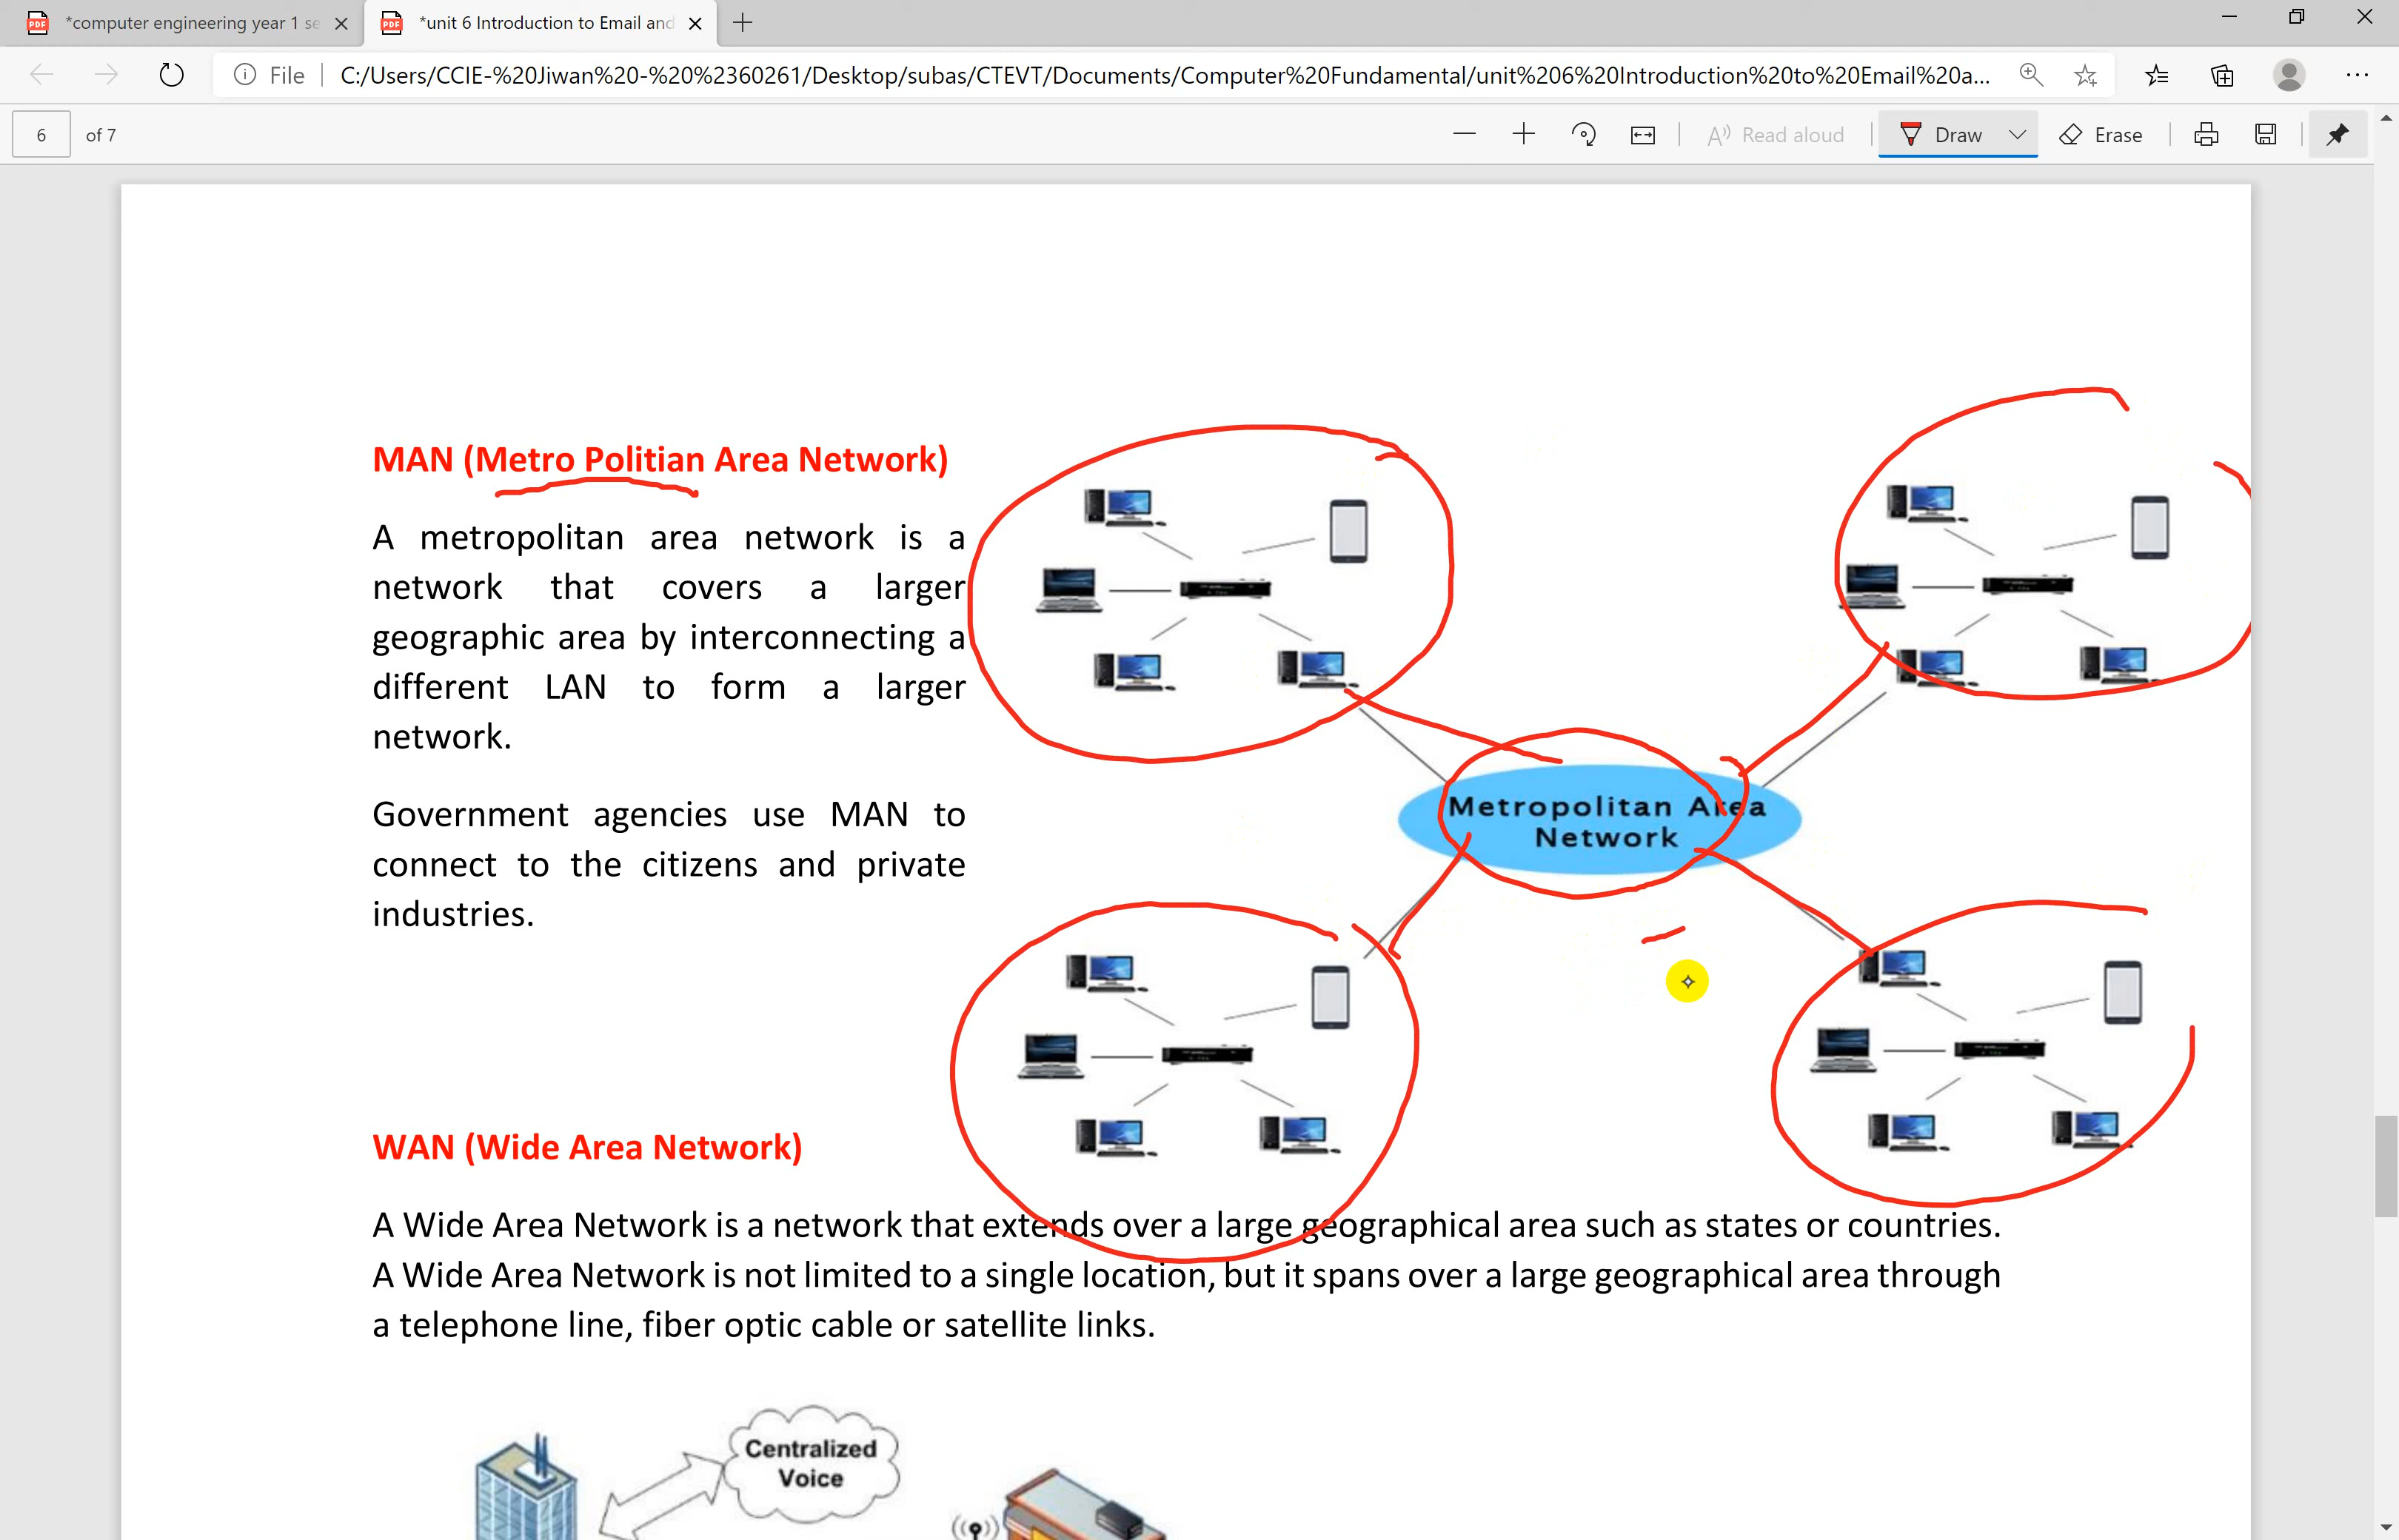 *computer engineering year 1 se
*unit 6 Introduction to Email and
File
C:/Users/CCIE-%20Jiwan%20-%20%2360261/Desktop/subas/CTEVT/Documents/Computer%20Fundamental/unit%206%20Introduction%20to%20Email%20a...
6 of 7
Read aloud
Draw
Erase
MAN (Metro Politian Area Network)
A metropolitan area network is a
network that covers a larger
geographic area by interconnecting a
different LAN to form a larger
network.
Government agencies use MAN to
connect to the citizens and private
industries.
Metropolitan Area
Network
WAN (Wide Area Network)
A Wide Area Network is a network that extends over a large geographical area such as states or countries.
A Wide Area Network is not limited to a single location, but it spans over a large geographical area through
a telephone line, fiber optic cable or satellite links.
Centralized
Voice